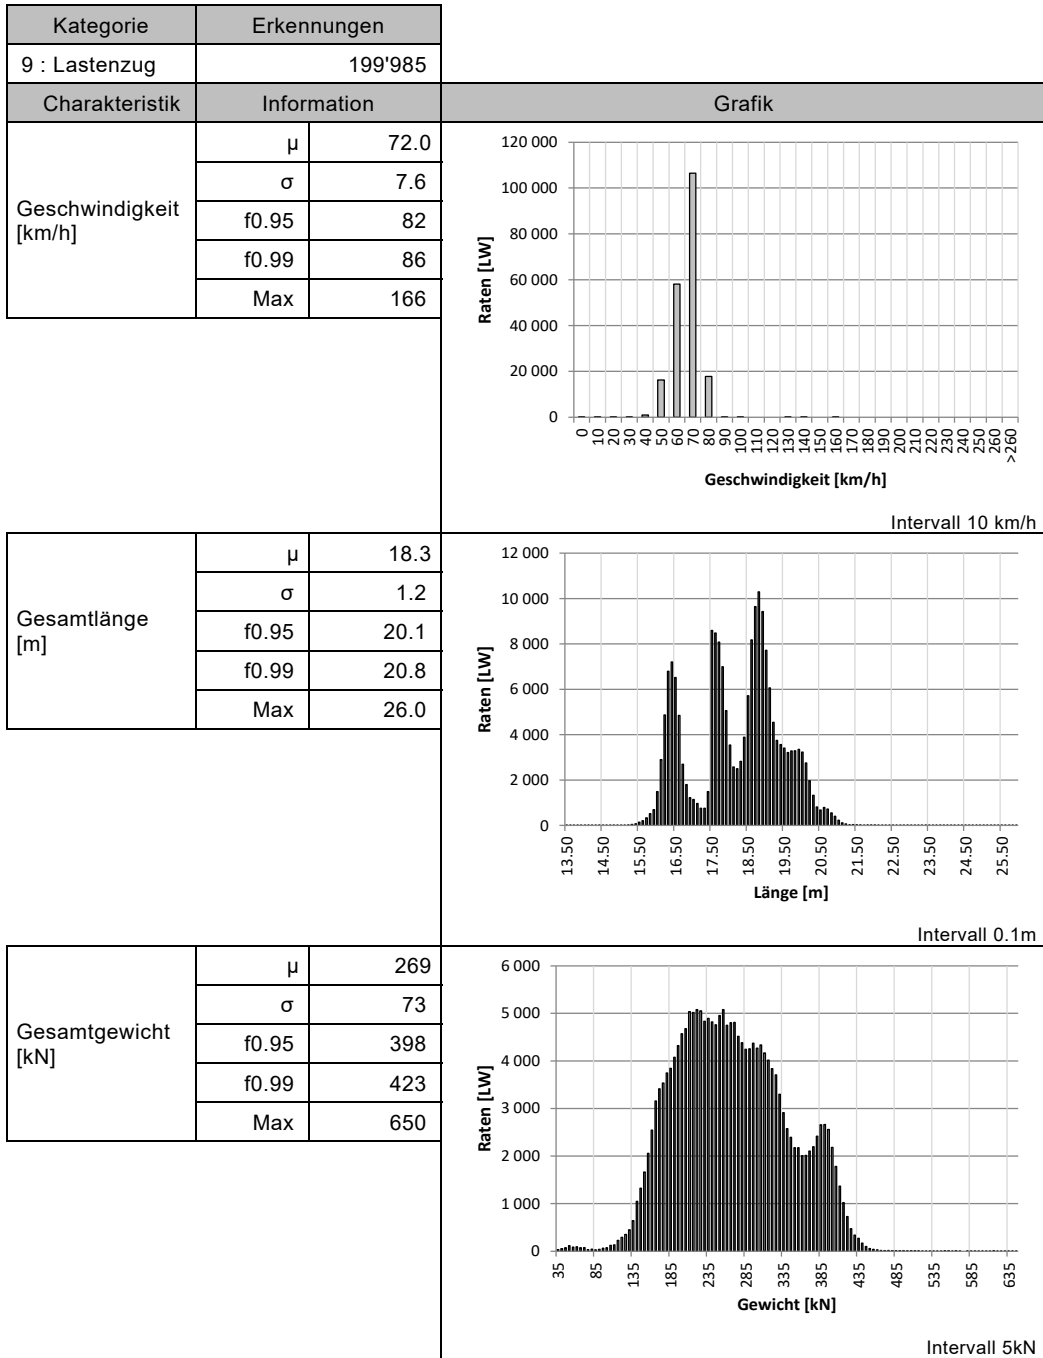 Kategorie Erkennungen
9 : Lastenzug 199'985
Charakteristik Information Grafik
Geschwindigkeit
[km/h]
µ 72.0
σ 7.6
f0.95 82
f0.99 86
Max 166
120 000
100 000
80 000
60 000
40 000
20 000
0
Raten [LW]
0 10 20 30 40 50 60 70 80 90 100 110 120 130 140 150 160 170 180 190 200 210 220 230 240 250 260 >260
Geschwindigkeit [km/h]
Intervall 10 km/h
Gesamtlänge
[m]
µ 18.3
σ 1.2
f0.95 20.1
f0.99 20.8
Max 26.0
12 000
10 000
8 000
6 000
4 000
2 000
0
Raten [LW]
13.50 14.50 15.50 16.50 17.50 18.50 19.50 20.50 21.50 22.50 23.50 24.50 25.50
Länge [m]
Intervall 0.1m
Gesamtgewicht
[kN]
µ 269
σ 73
f0.95 398
f0.99 423
Max 650
6 000
5 000
4 000
3 000
2 000
1 000
0
Raten [LW]
35 85 135 185 235 285 335 385 435 485 535 585 635
Gewicht [kN]
Intervall 5kN